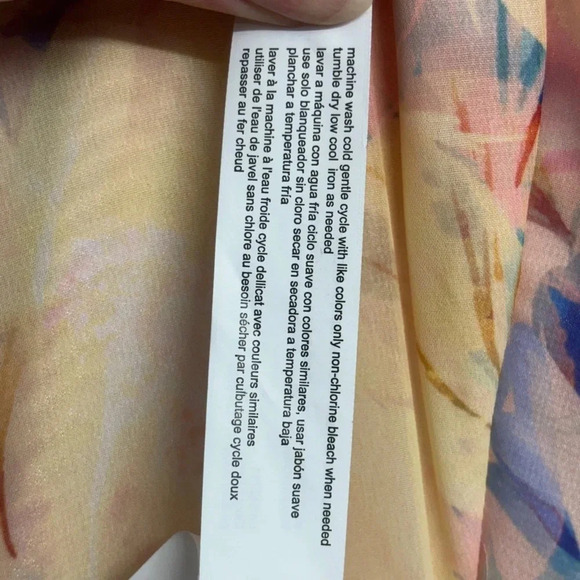 machine wash cold gentle cycle with like colors only non-chlorine bleach when needed
tumble dry low cool iron as needed
lavar a máquina con agua fría ciclo suave con colores similares, usar jabón suave
use solo blanqueador sin cloro secar en secadora a temperatura baja
planchar a temperatura fría
laver à la machine à l'eau froide cycle dellicat avec couleurs similaires
utiliser de l'eau de javel sans chlore au besoin sécher par culbutage cycle doux
repasser au fer cheud